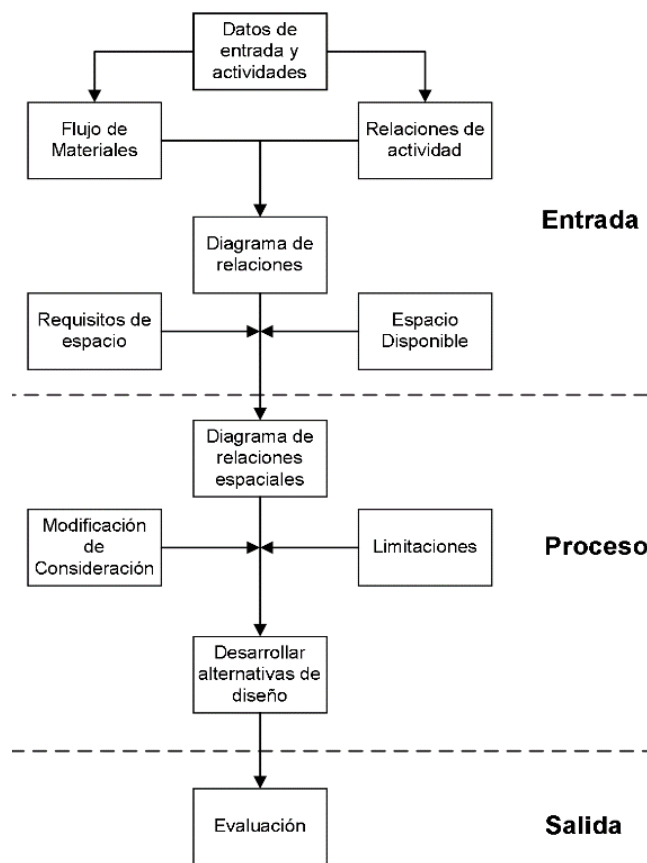 Datos de
entrada y
actividades
Flujo de
Materiales
Relaciones de
actividad
Entrada
Diagrama de
relaciones
Requisitos de
espacio
Espacio
Disponible
Diagrama de
relaciones
espaciales
Modificación
de
Consideración
Limitaciones
Proceso
Desarrollar
alternativas de
diseño
Evaluación
Salida